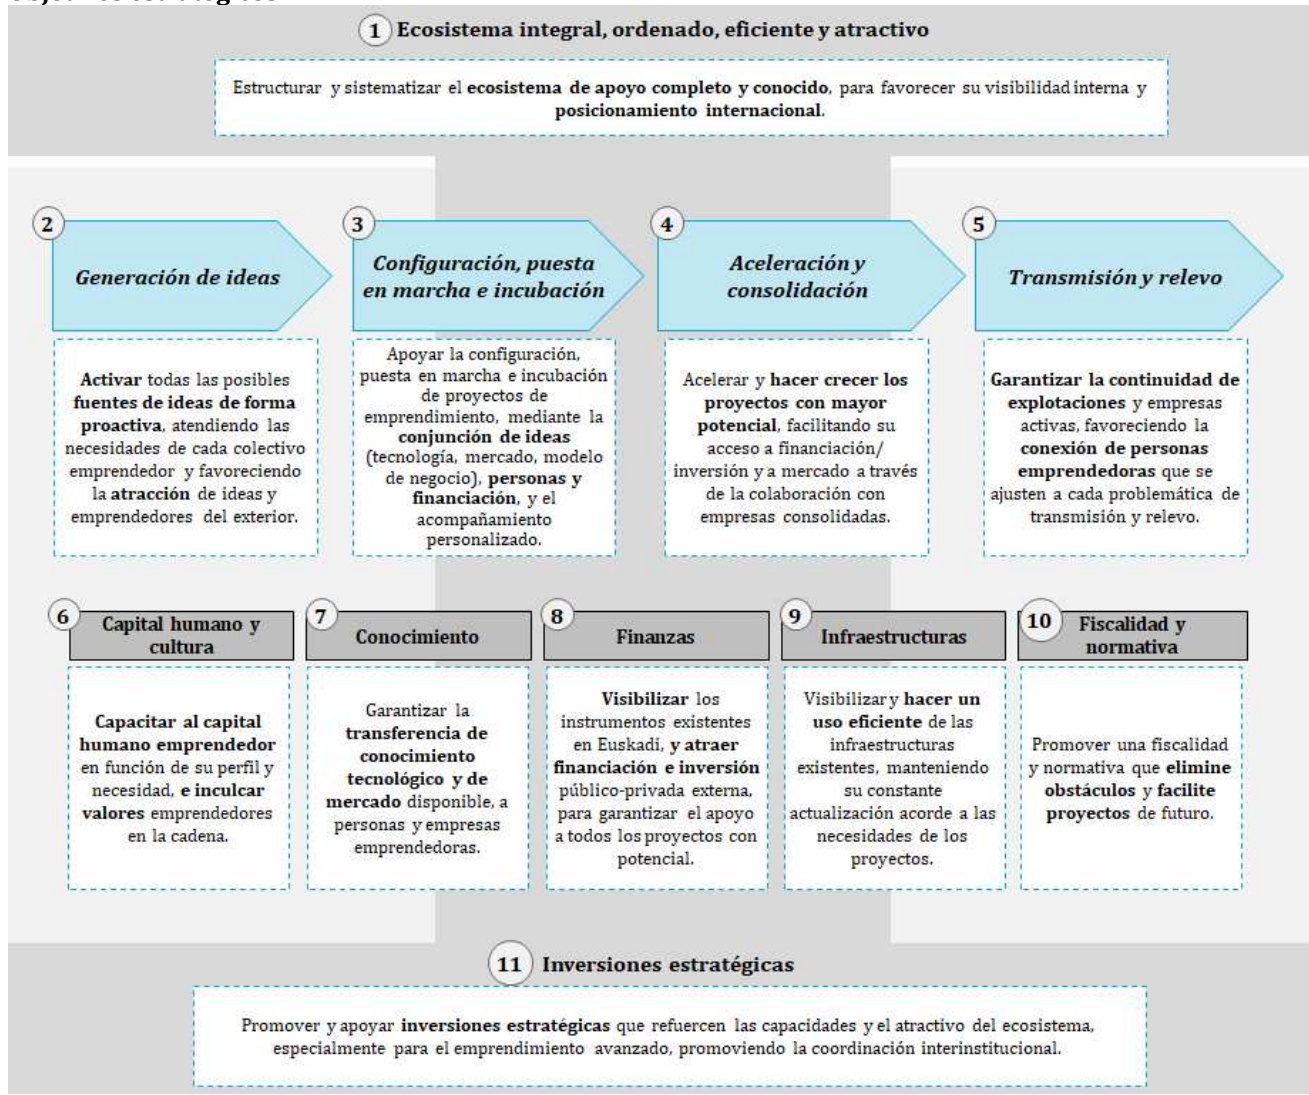 1 Ecosistema integral, ordenado, eficiente y atractivo
Estructurar y sistematizar el ecosistema de apoyo completo y conocido, para favorecer su visibilidad interna y
posicionamiento internacional.
2
Generación de ideas
Activar todas las posibles
fuentes de ideas de forma
proactiva, atendiendo las
necesidades de cada colectivo
emprendedor y favoreciendo
la atracción de ideas y
emprendedores del exterior.
3
Configuración, puesta
en marcha e incubación
Apoyar la configuración,
puesta en marcha e incubación
de proyectos de
emprendimiento, mediante la
conjunción de ideas
(tecnología, mercado, modelo
de negocio), personas y
financiación, y el
acompañamiento
personalizado.
4
Aceleración y
consolidación
Acelerar y hacer crecer los
proyectos con mayor
potencial, facilitando su
acceso a financiación/
inversión y a mercado a través
de la colaboración con
empresas consolidadas.
5
Transmisión y relevo
Garantizar la continuidad de
explotaciones y empresas
activas, favoreciendo la
conexión de personas
emprendedoras que se
ajusten a cada problemática de
transmisión y relevo.
6
Capital humano y
cultura
Capacitar al capital
humano emprendedor
en función de su perfil y
necesidad, e inculcar
valores emprendedores
en la cadena.
7
Conocimiento
Garantizar la
transferencia de
conocimiento
tecnológico y de
mercado disponible, a
personas y empresas
emprendedoras.
8
Finanzas
Visibilizar los
instrumentos existentes
en Euskadi, y atraer
financiación e inversión
público-privada externa,
para garantizar el apoyo
a todos los proyectos con
potencial.
9
Infraestructuras
Visibilizar y hacer un
uso eficiente de las
infraestructuras
existentes, manteniendo
su constante
actualización acorde a las
necesidades de los
proyectos.
10
Fiscalidad y
normativa
Promover una fiscalidad
y normativa que elimine
obstáculos y facilite
proyectos de futuro.
11 Inversiones estratégicas
Promover y apoyar inversiones estratégicas que refuercen las capacidades y el atractivo del ecosistema,
especialmente para el emprendimiento avanzado, promoviendo la coordinación interinstitucional.